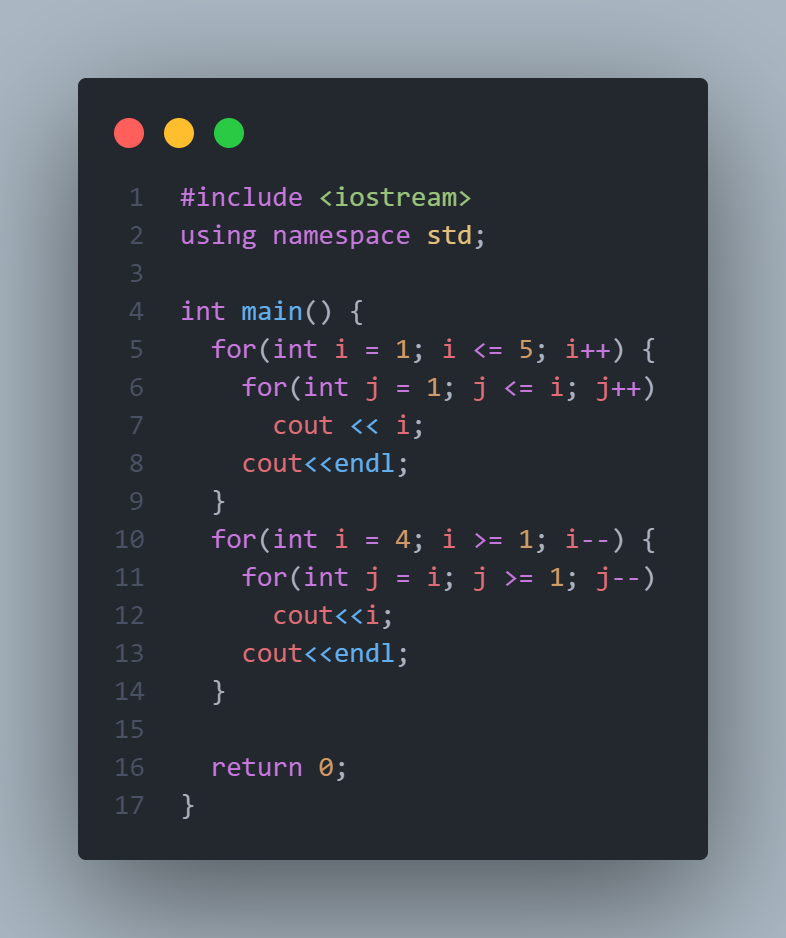 1 #include <iostream>
2 using namespace std;
3
4 int main() {
5   for(int i = 1; i <= 5; i++) {
6     for(int j = 1; j <= i; j++)
7       cout << i;
8     cout<<endl;
9   }
10   for(int i = 4; i >= 1; i--) {
11     for(int j = i; j >= 1; j--)
12       cout<<i;
13     cout<<endl;
14   }
15
16   return 0;
17 }